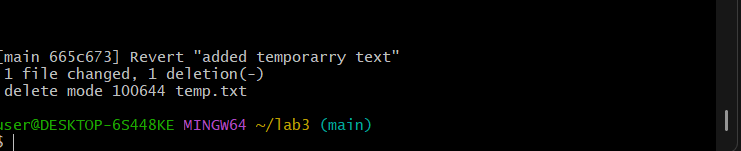 [main 665c673] Revert "added temporarry text"
1 file changed, 1 deletion(-)
delete mode 100644 temp.txt
user@DESKTOP-6S448KE MINGW64 ~/lab3 (main)
$